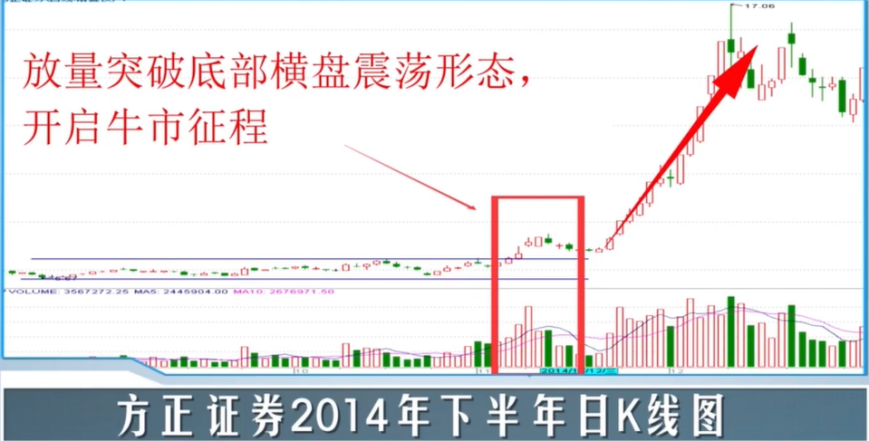 17.06
放量突破底部横盘震荡形态，
开启牛市征程
VOLUME: 3567272.25 MA5: 2445904.00 MA10: 2676971.50
方正证券2014年下半年日K线图